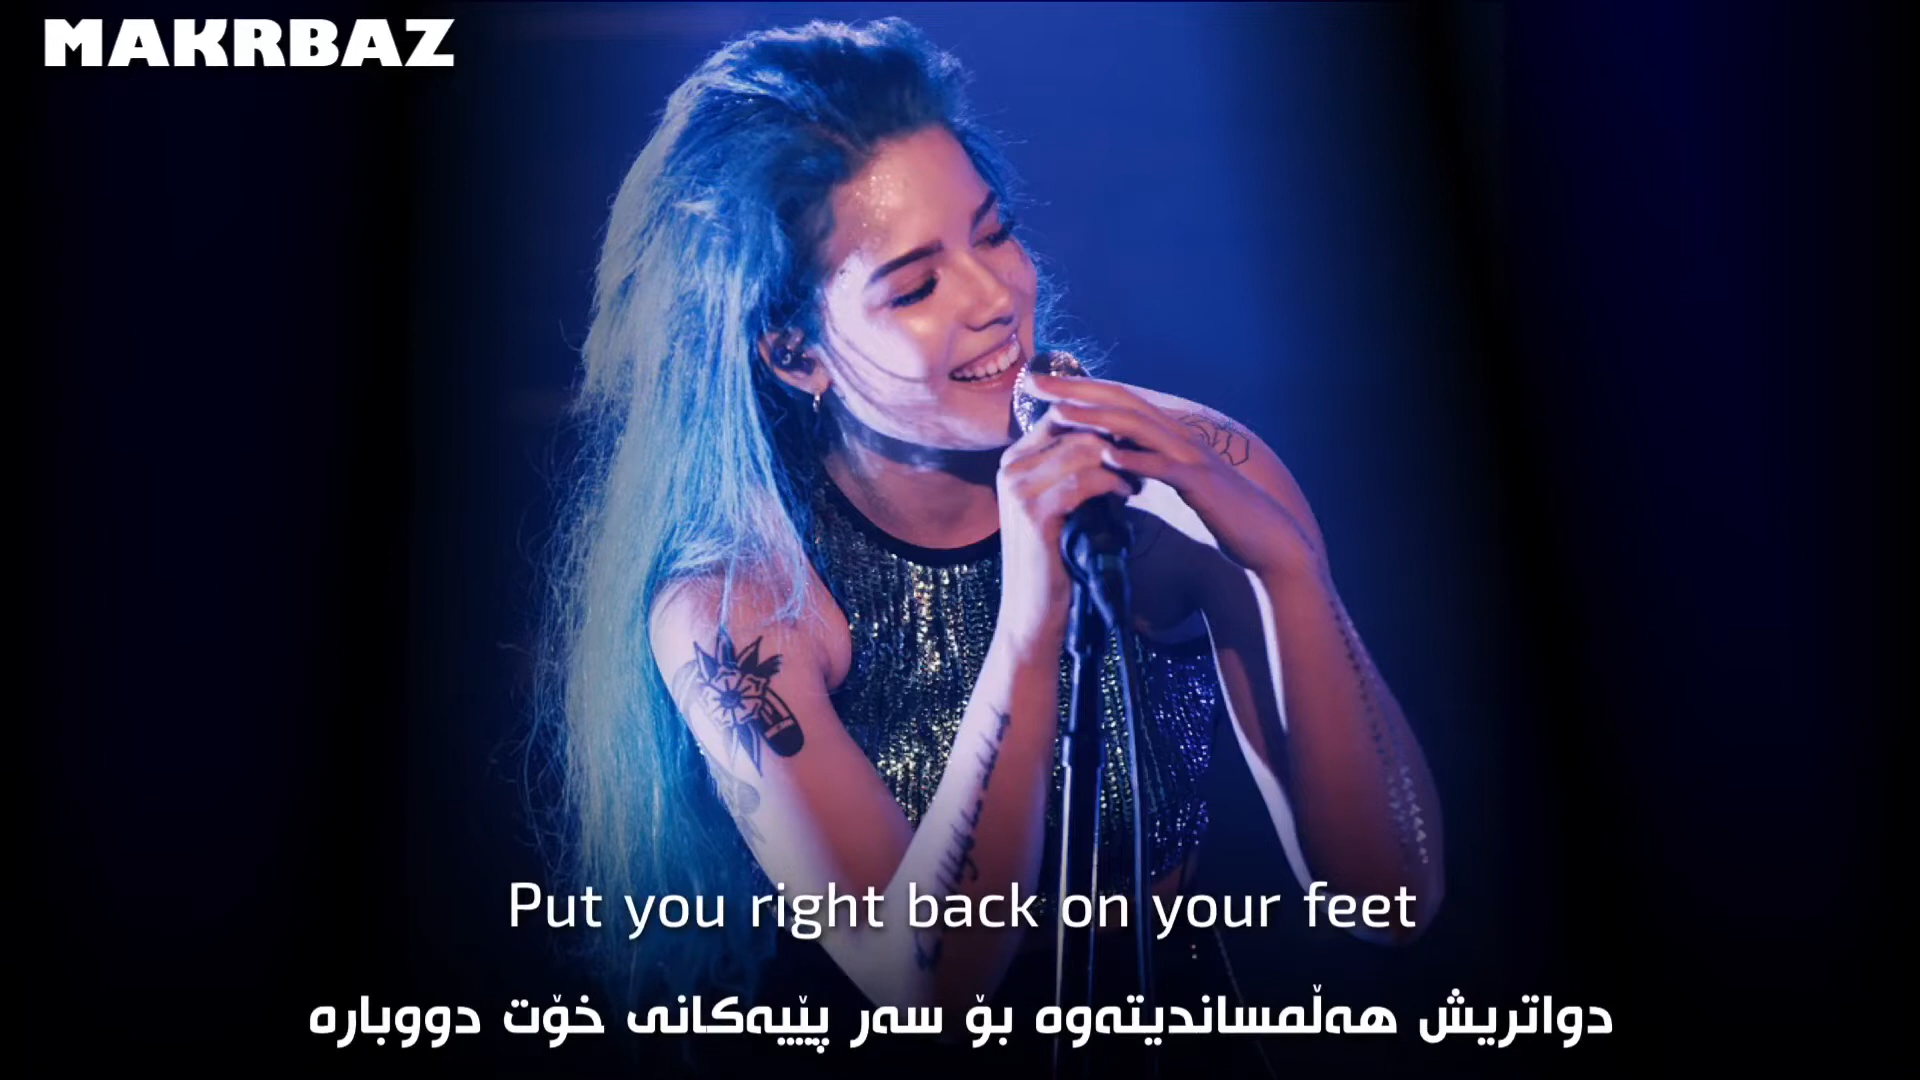 MAKRBAZ
Put you right back on your feet
دواتریش هەڵمساندیتەوە بۆ سەر پێیەکانی خۆت دووبارە